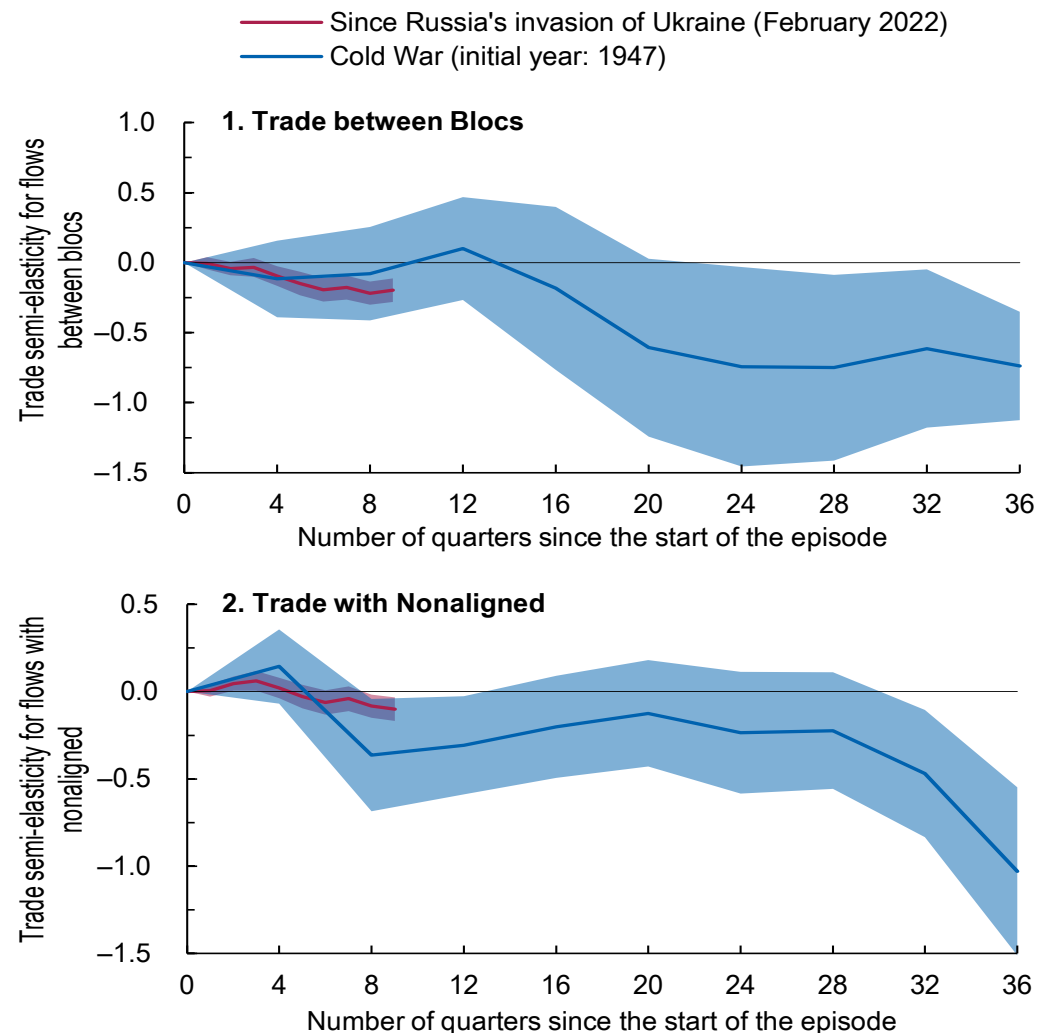 Since Russia's invasion of Ukraine (February 2022)
Cold War (initial year: 1947)
1. Trade between Blocs
Trade semi-elasticity for flows
between blocs
1.0
0.5
0.0
–0.5
–1.0
–1.5
0 4 8 12 16 20 24 28 32 36
Number of quarters since the start of the episode
2. Trade with Nonaligned
Trade semi-elasticity for flows with
nonaligned
0.5
0.0
–0.5
–1.0
–1.5
0 4 8 12 16 20 24 28 32 36
Number of quarters since the start of the episode